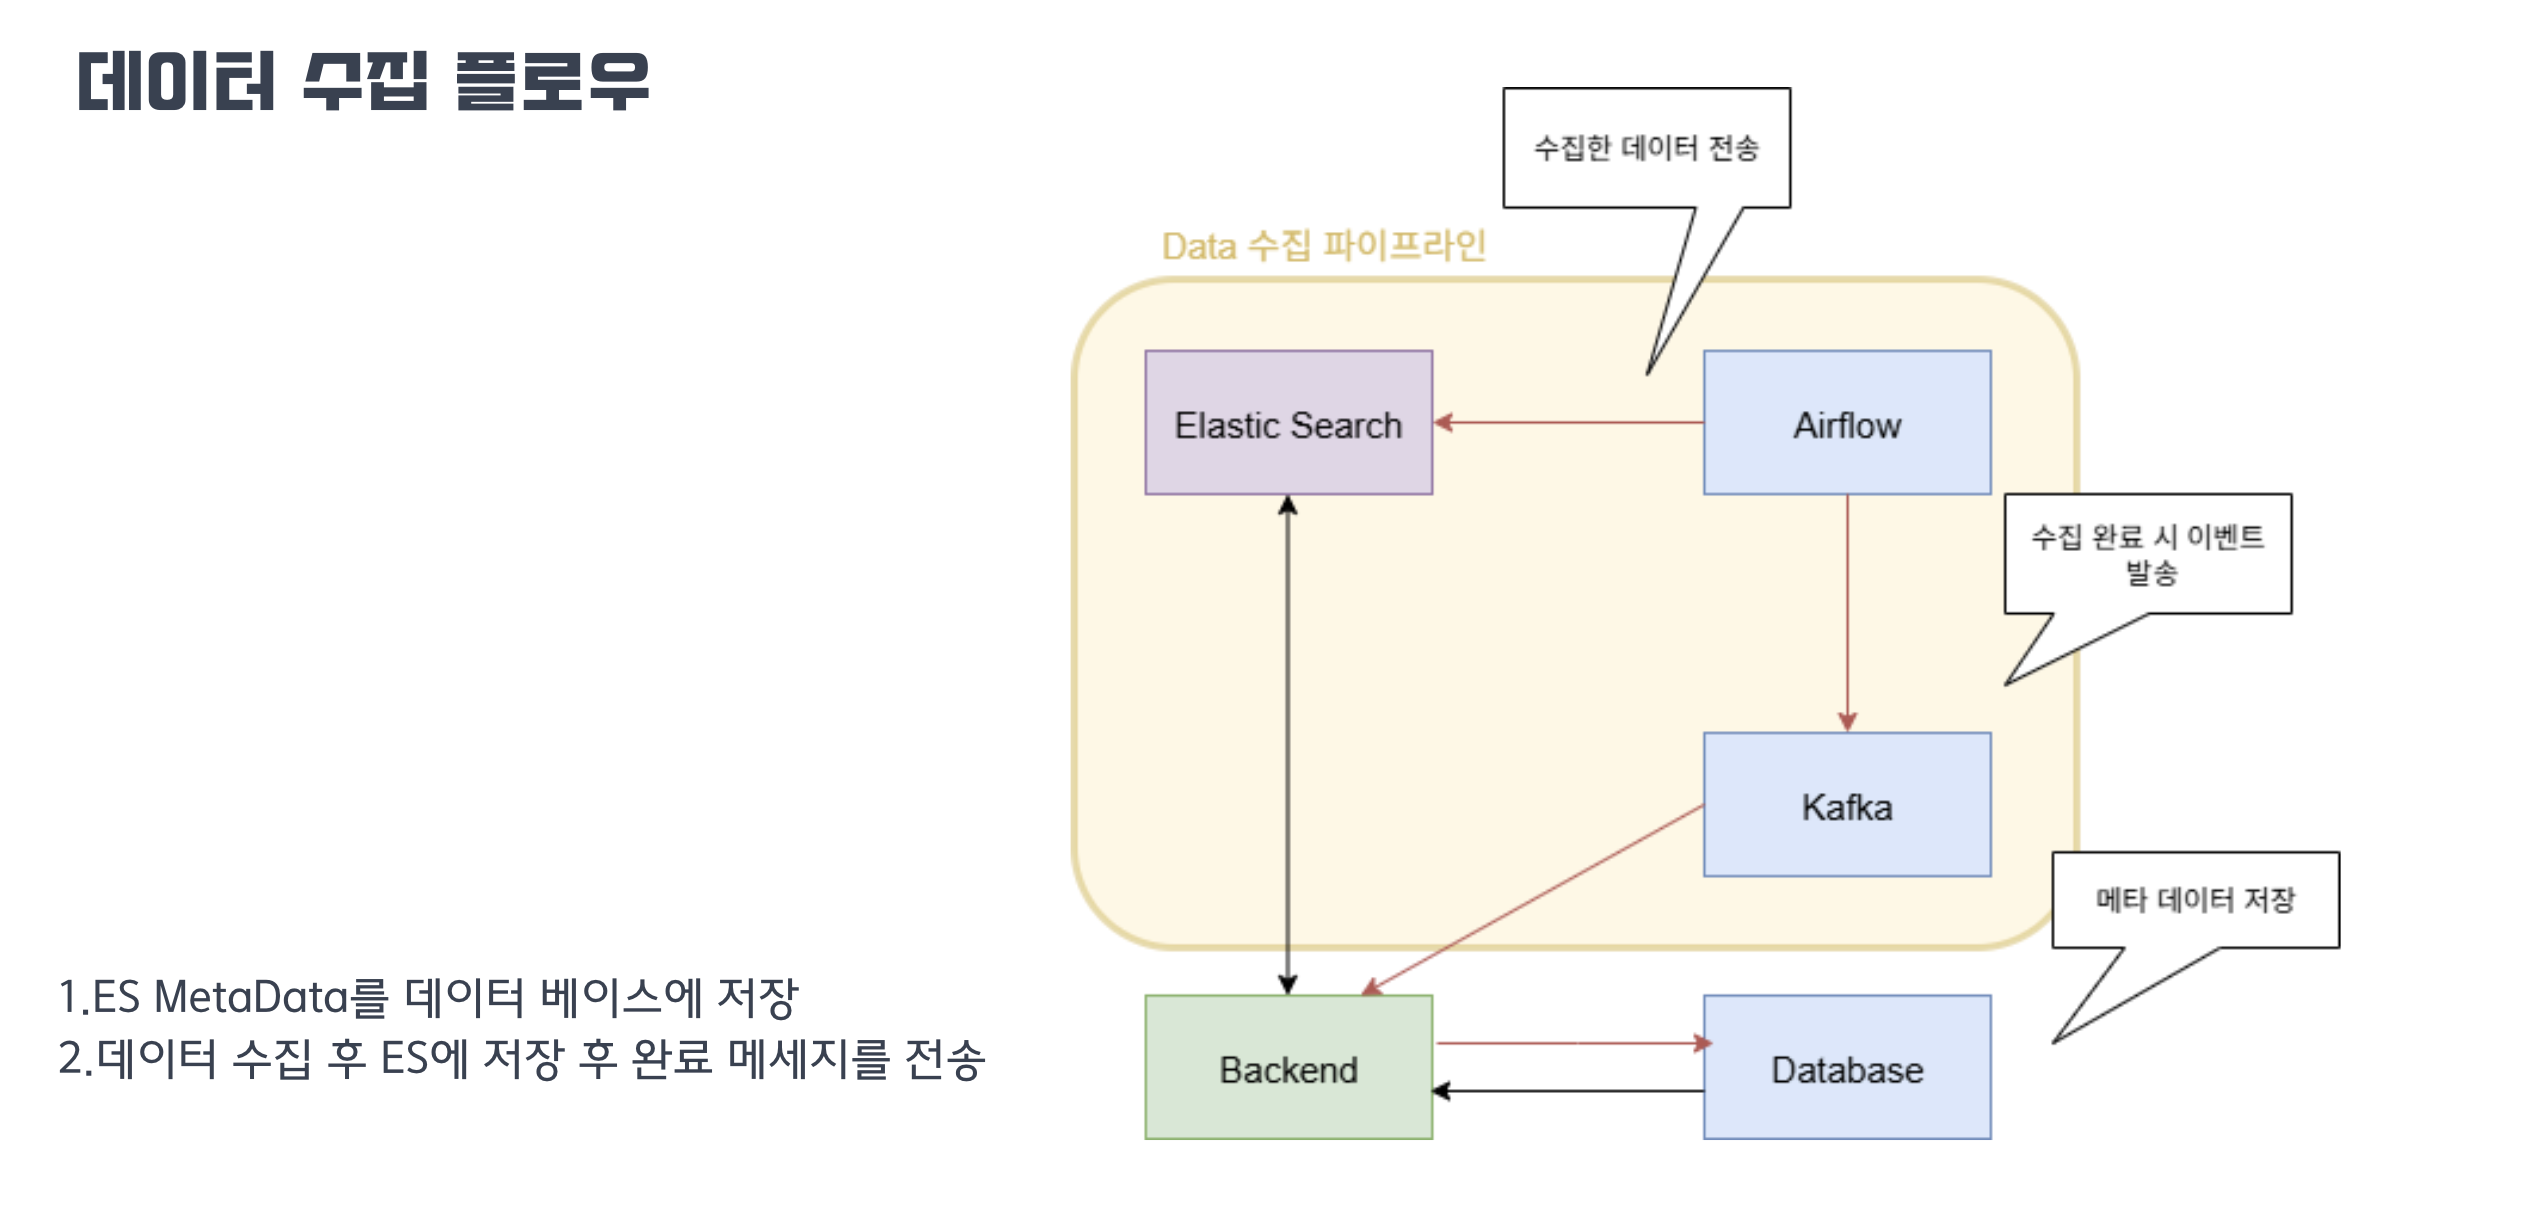 데이터 수집 플로우
수집한 데이터 전송
Data 수집 파이프라인
Elastic Search
Airflow
수집 완료 시 이벤트
발송
Kafka
메타 데이터 저장
1.ES MetaData를 데이터 베이스에 저장
2.데이터 수집 후 ES에 저장 후 완료 메세지를 전송
Backend
Database